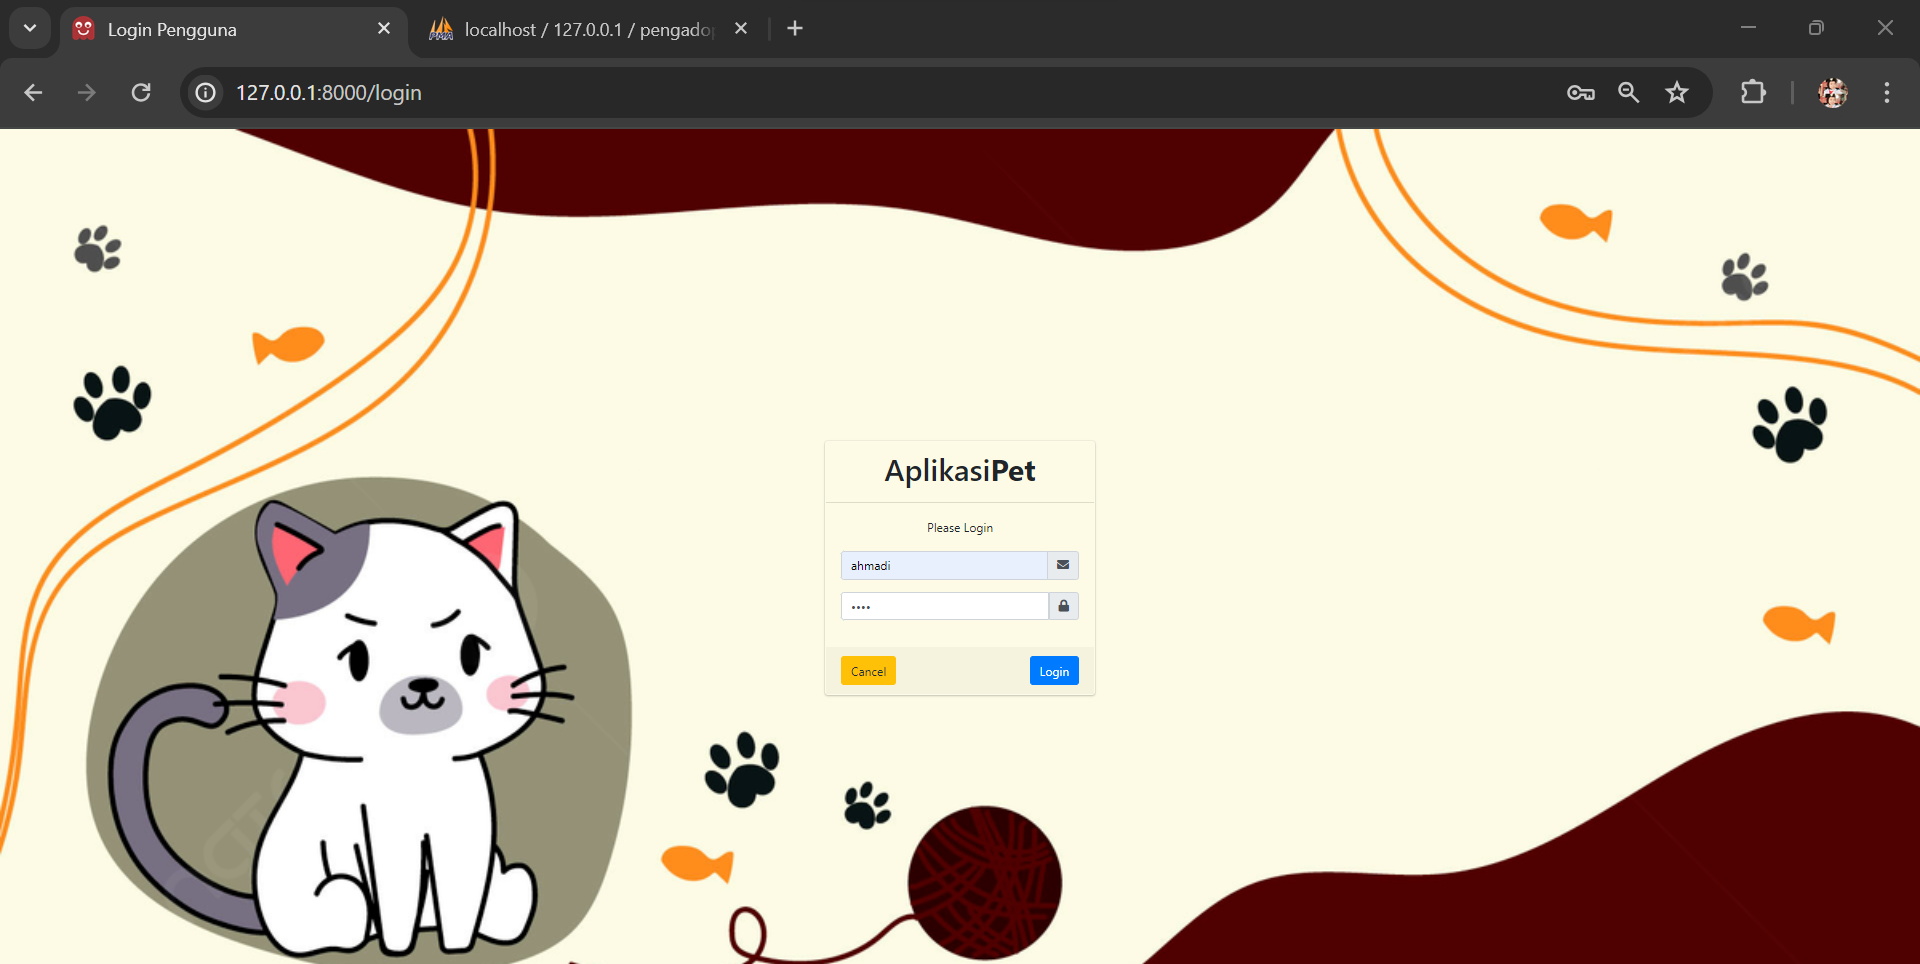 Login Pengguna
localhost / 127.0.0.1 / pengadop
127.0.0.1:8000/login
AplikasiPet
Please Login
ahmadi
••••
Cancel
Login